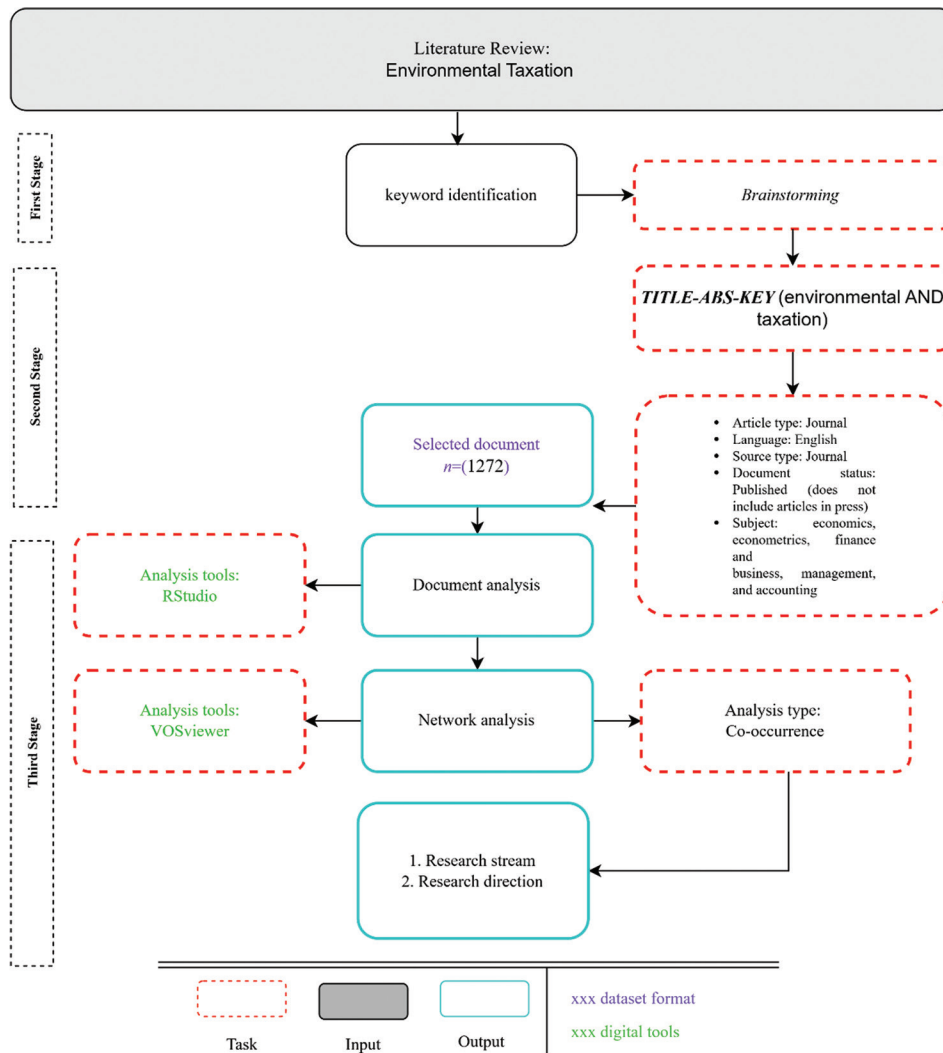 Literature Review:
Environmental Taxation
First Stage
keyword identification
Brainstorming
Second Stage
TITLE-ABS-KEY (environmental AND
taxation)
• Article type: Journal
• Language: English
• Source type: Journal
• Document status:
Published (does not
include articles in press)
• Subject: economics,
econometrics, finance
and
business, management,
and accounting
Selected document
n=(1272)
Third Stage
Analysis tools:
RStudio
Document analysis
Analysis tools:
VOSviewer
Network analysis
Analysis type:
Co-occurrence
1. Research stream
2. Research direction
Task
Input
Output
xxx dataset format
xxx digital tools